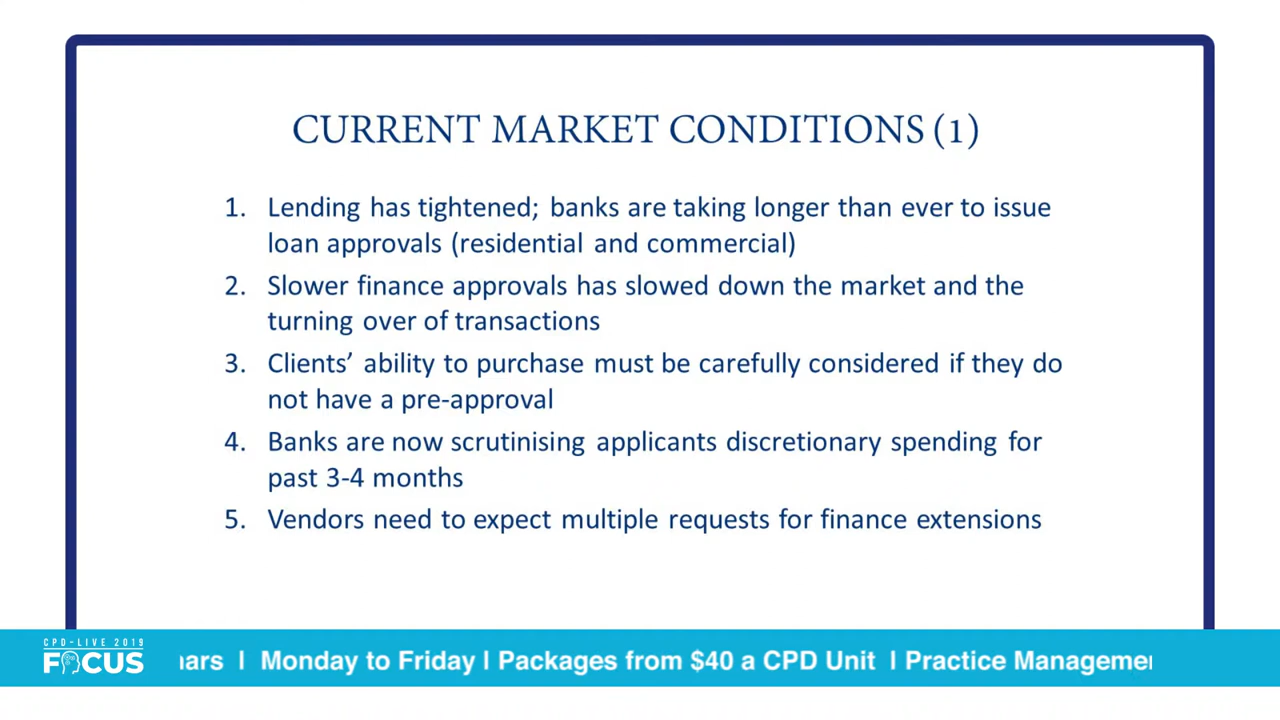 CURRENT MARKET CONDITIONS (1)
1. Lending has tightened; banks are taking longer than ever to issue
loan approvals (residential and commercial)
2. Slower finance approvals has slowed down the market and the
turning over of transactions
3. Clients’ ability to purchase must be carefully considered if they do
not have a pre-approval
4. Banks are now scrutinising applicants discretionary spending for
past 3-4 months
5. Vendors need to expect multiple requests for finance extensions
CPD-LIVE 2019
FOCUS
ars | Monday to Friday | Packages from $40 a CPD Unit | Practice Manageme